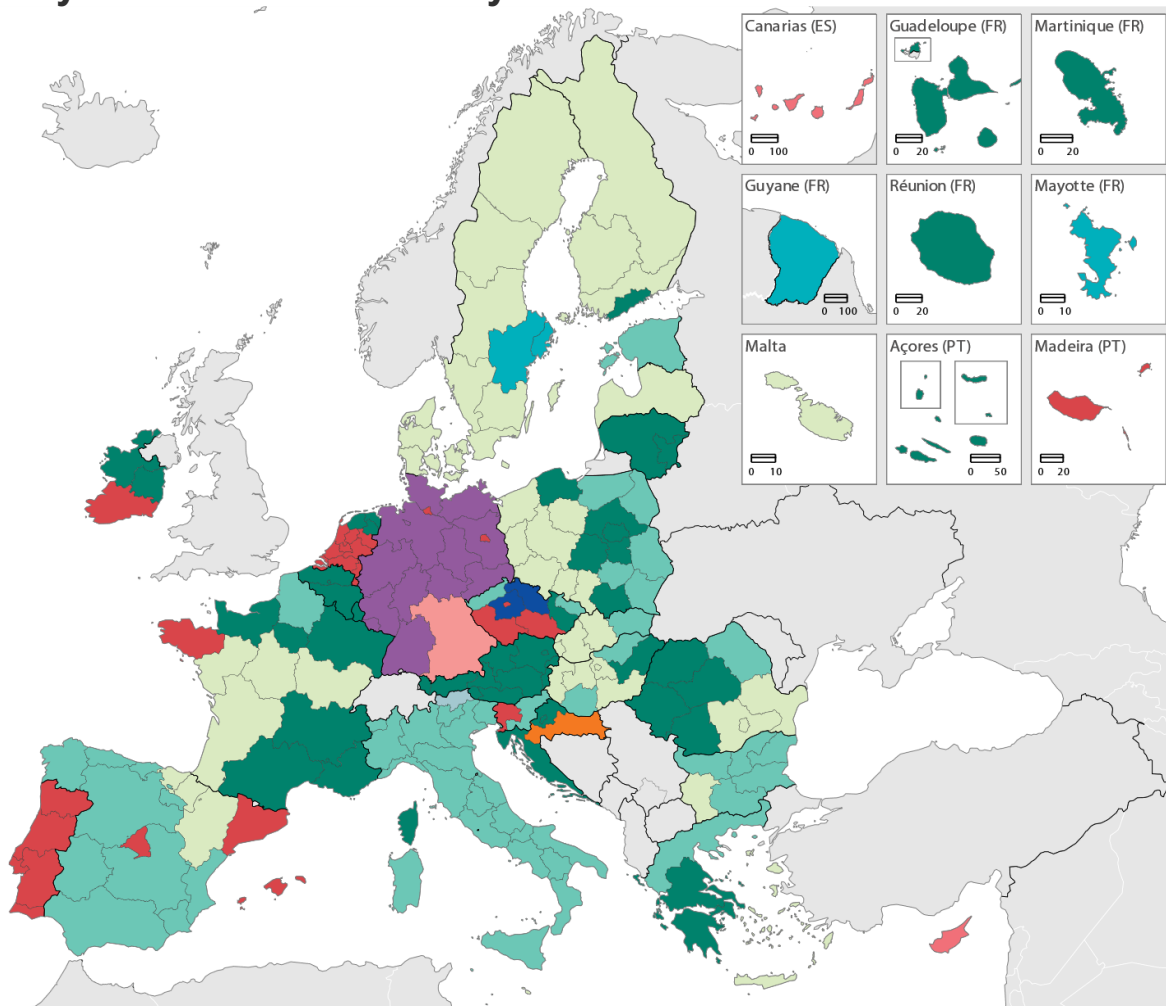 Canarias (ES)
0 100
Guadeloupe (FR)
0 20
Martinique (FR)
0 20
Guyane (FR)
0 100
Réunion (FR)
0 20
Mayotte (FR)
0 10
Malta
0 10
Açores (PT)
0 50
Madeira (PT)
0 20